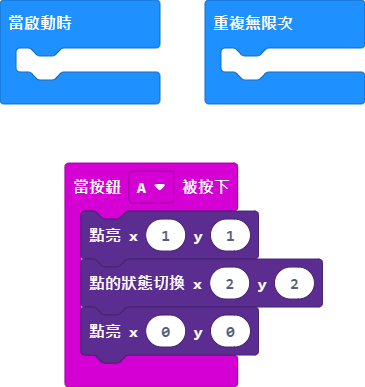 當啟動時
重複無限次
當按鈕 A 被按下
點亮 x 1 y 1
點的狀態切換 x 2 y 2
點亮 x 0 y 0